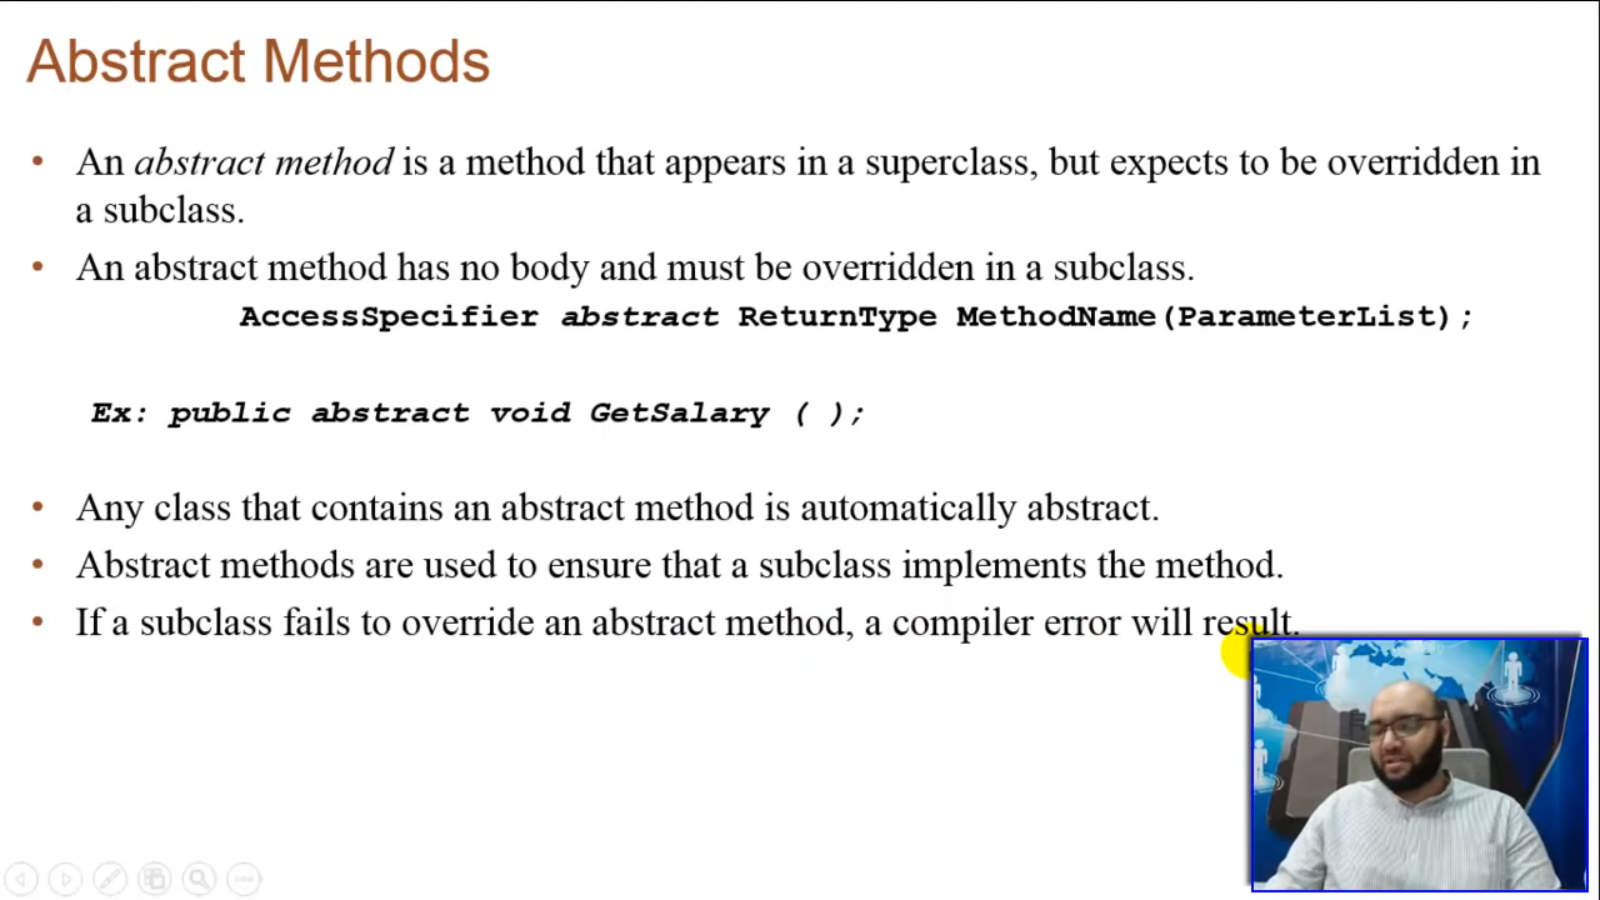 Abstract Methods
• An abstract method is a method that appears in a superclass, but expects to be overridden in
a subclass.
• An abstract method has no body and must be overridden in a subclass.
AccessSpecifier abstract ReturnType MethodName(ParameterList);
Ex: public abstract void GetSalary ( );
• Any class that contains an abstract method is automatically abstract.
• Abstract methods are used to ensure that a subclass implements the method.
• If a subclass fails to override an abstract method, a compiler error will result.